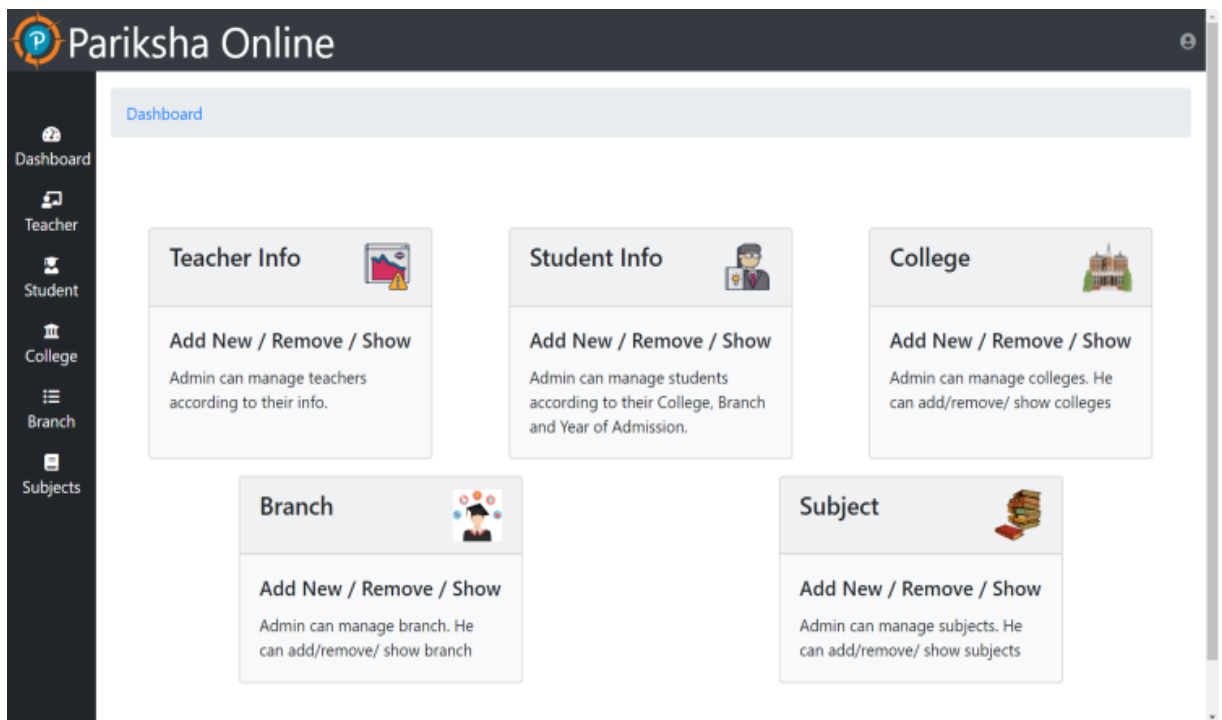 P
Pariksha Online
Dashboard
Dashboard
Teacher
Student
College
Branch
Subjects
Teacher Info
Add New / Remove / Show
Admin can manage teachers
according to their info.
Student Info
Add New / Remove / Show
Admin can manage students
according to their College, Branch
and Year of Admission.
College
Add New / Remove / Show
Admin can manage colleges. He
can add/remove/ show colleges
Branch
Add New / Remove / Show
Admin can manage branch. He
can add/remove/ show branch
Subject
Add New / Remove / Show
Admin can manage subjects. He
can add/remove/ show subjects